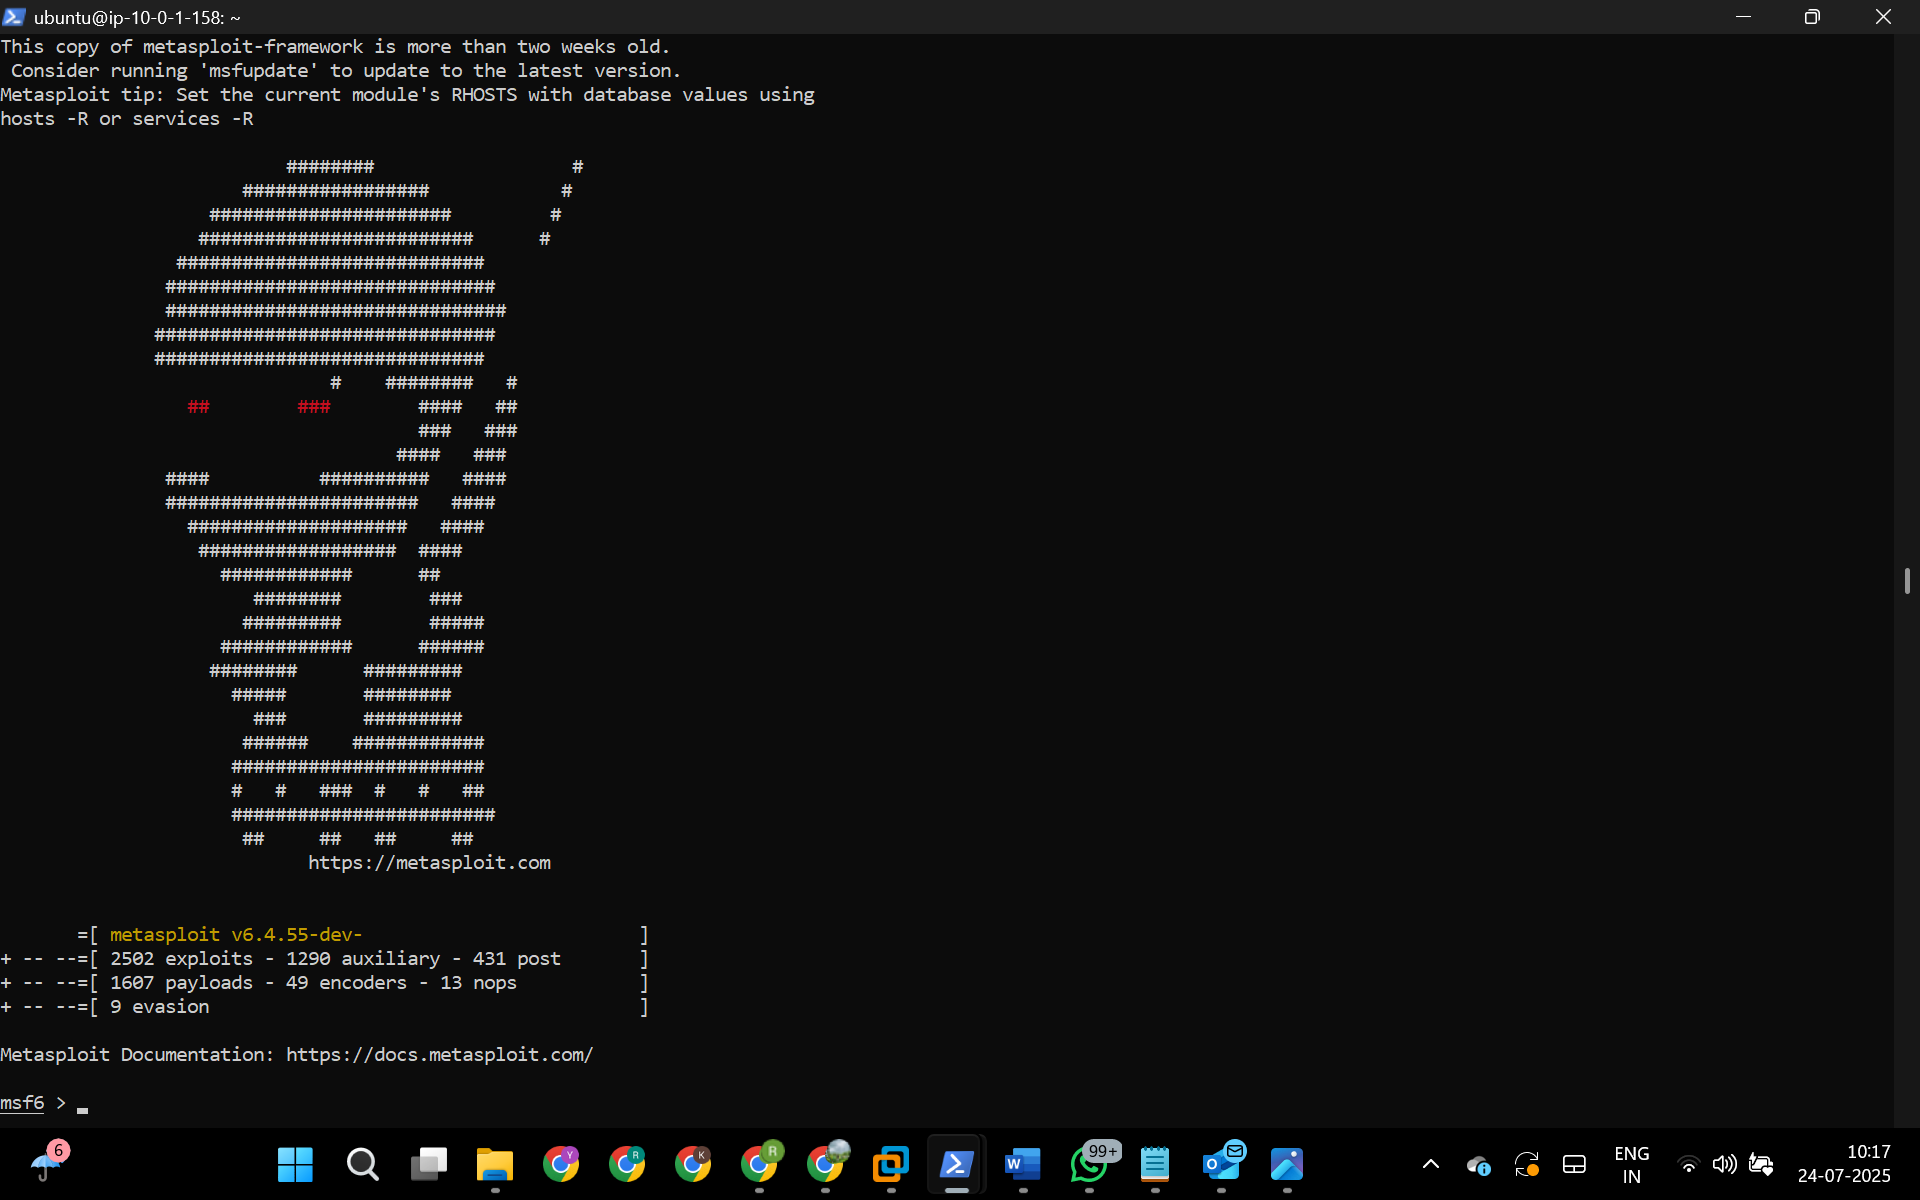 ubuntu@ip-10-0-1-158: ~
This copy of metasploit-framework is more than two weeks old.
 Consider running 'msfupdate' to update to the latest version.
Metasploit tip: Set the current module's RHOSTS with database values using
hosts -R or services -R
                          ########                  #
                      #################            #
                   ######################         #
                  #########################      #
                ############################
               ##############################
               ###############################
              ###############################
              ##############################
                              #    ########   #
                 ##        ###        ####   ##
                                      ###   ###
                                    ####   ###
               ####          ##########   ####
               #######################   ####
                 ####################   ####
                  ##################  ####
                    ############      ##
                       ########        ###
                      #########        #####
                    ############      ######
                   ########      #########
                     #####       ########
                       ###       #########
                      ######    ############
                     #######################
                     #   #   ###  #   #   ##
                     ########################
                      ##     ##   ##     ##
                            https://metasploit.com
       =[ metasploit v6.4.55-dev-                         ]
+ -- --=[ 2502 exploits - 1290 auxiliary - 431 post       ]
+ -- --=[ 1607 payloads - 49 encoders - 13 nops           ]
+ -- --=[ 9 evasion                                       ]
Metasploit Documentation: https://docs.metasploit.com/
msf6 >
6
Y
R
K
R
W
99+
O
ENG
IN
10:17
24-07-2025